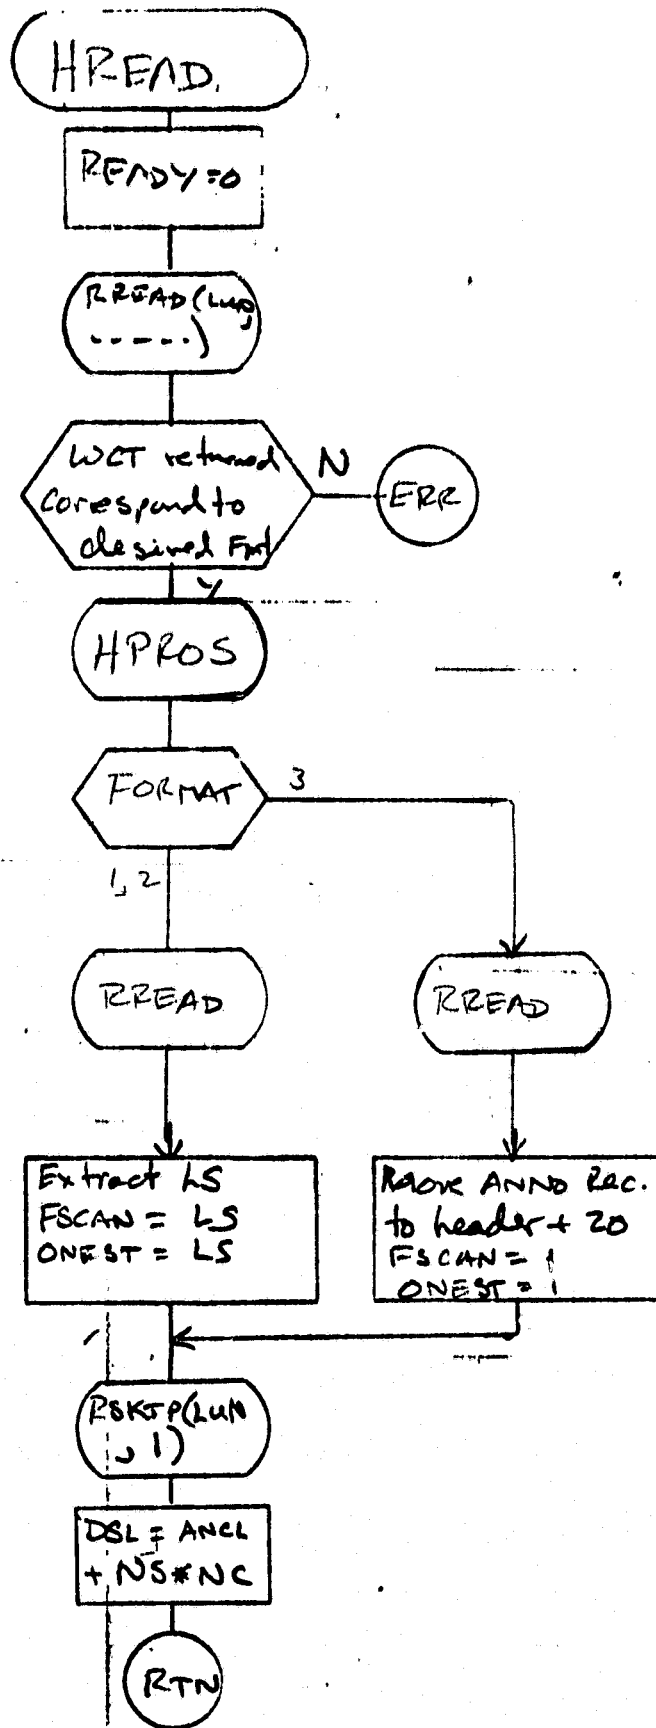 HREAD.
READY=0
RREAD(LUN,
------)
WCT returned
Correspond to
desired Fmt
N
ERR
Y
HPROS
FORMAT
3
1,2
RREAD
RREAD
Extract LS
FSCAN = LS
ONEST = LS
Move ANNO Rec.
to header + 20
FSCAN = 1
ONEST = 1
RSKTP(LUN
, 1)
DSL = ANCL
+ NS*NC
RTN